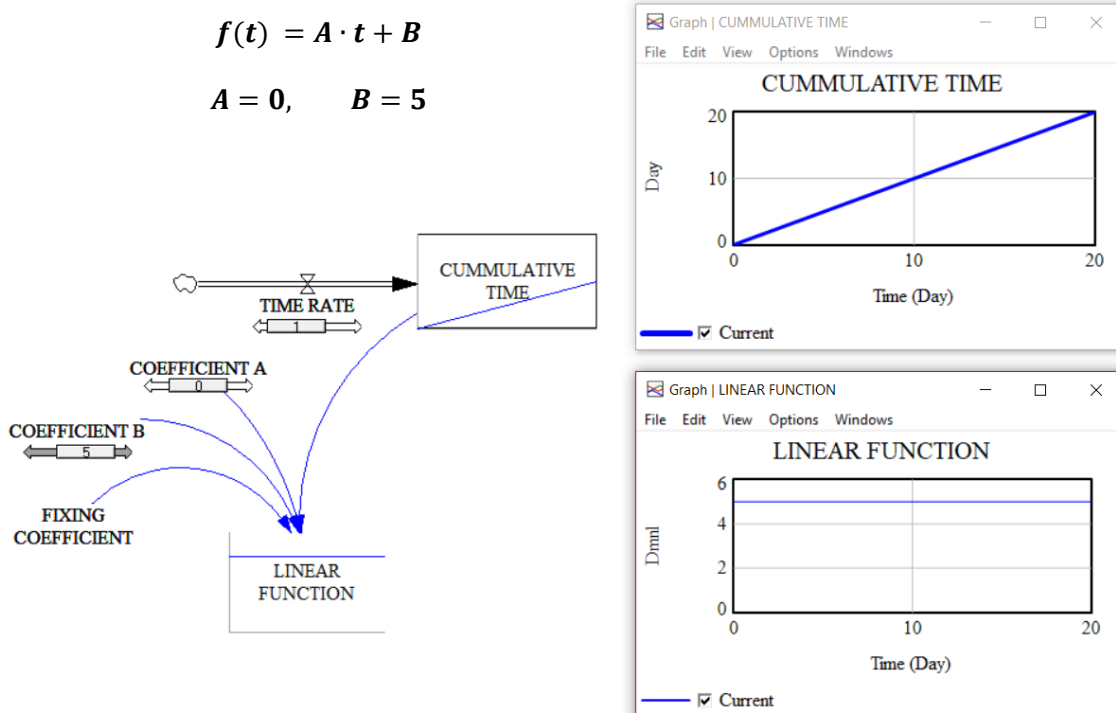 f(t) = A · t + B
A = 0, B = 5
CUMMULATIVE
TIME
TIME RATE
1
COEFFICIENT A
0
COEFFICIENT B
5
FIXING
COEFFICIENT
LINEAR
FUNCTION
Graph | CUMMULATIVE TIME
File Edit View Options Windows
CUMMULATIVE TIME
20
10
0
Day
0 10 20
Time (Day)
Current
Graph | LINEAR FUNCTION
File Edit View Options Windows
LINEAR FUNCTION
6
4
2
0
Dmnl
0 10 20
Time (Day)
Current